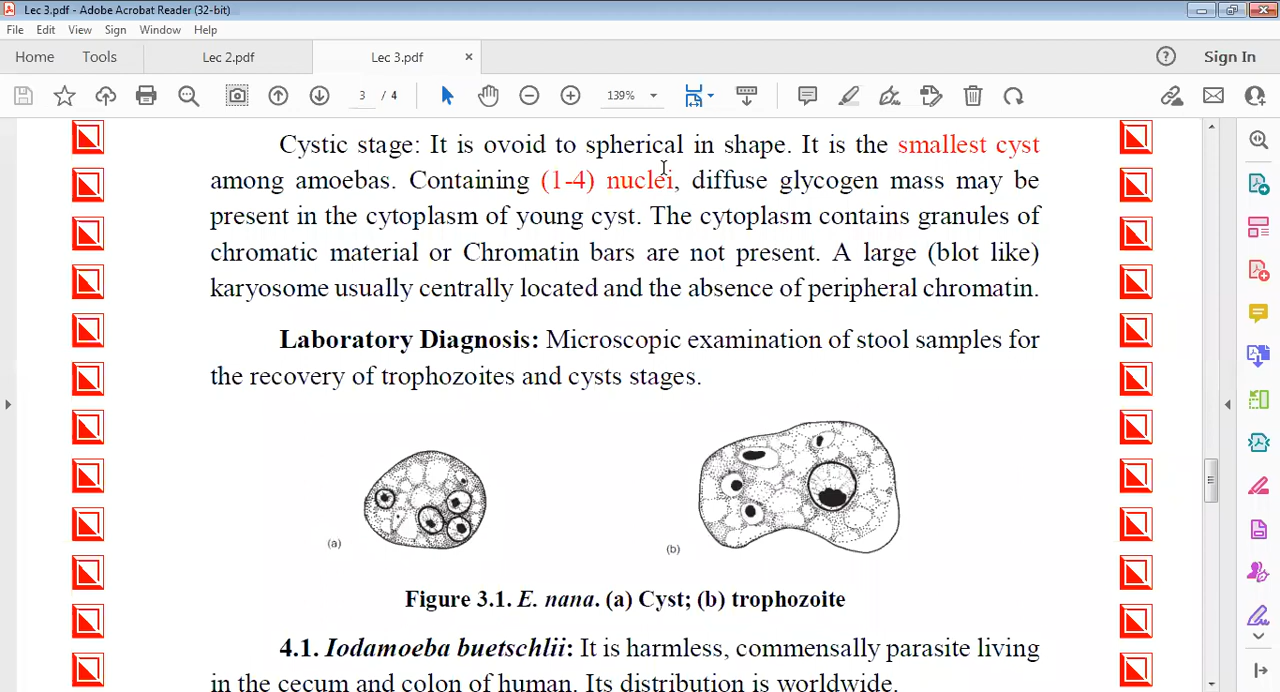 Lec 3.pdf - Adobe Acrobat Reader (32-bit)
File Edit View Sign Window Help
Home Tools Lec 2.pdf Lec 3.pdf × ? Sign In
3 / 4 139%
Cystic stage: It is ovoid to spherical in shape. It is the smallest cyst
among amoebas. Containing (1-4) nuclei, diffuse glycogen mass may be
present in the cytoplasm of young cyst. The cytoplasm contains granules of
chromatic material or Chromatin bars are not present. A large (blot like)
karyosome usually centrally located and the absence of peripheral chromatin.
Laboratory Diagnosis: Microscopic examination of stool samples for
the recovery of trophozoites and cysts stages.
(a) (b)
Figure 3.1. E. nana. (a) Cyst; (b) trophozoite
4.1. Iodamoeba buetschlii: It is harmless, commensally parasite living
in the cecum and colon of human. Its distribution is worldwide.